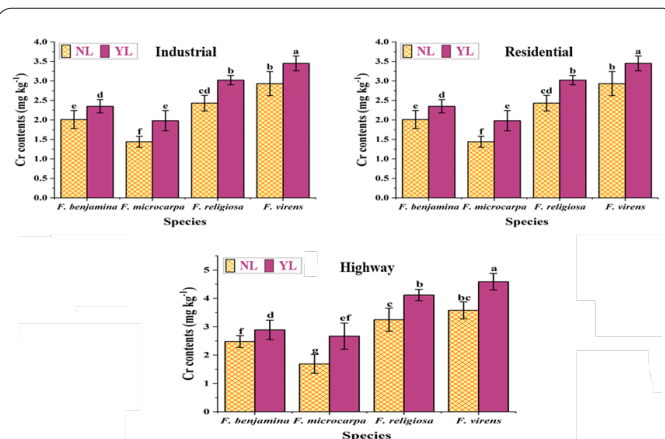 NL YL Industrial
Cr contents (mg kg-1)
4.0
3.5
3.0
2.5
2.0
1.5
1.0
0.5
0.0
e d f e cd b b a
F. benjamina F. microcarpa F. religiosa F. virens
Species
NL YL Residential
Cr contents (mg kg-1)
4.0
3.5
3.0
2.5
2.0
1.5
1.0
0.5
0.0
e d f e cd b b a
F. benjamina F. microcarpa F. religiosa F. virens
Species
NL YL Highway
Cr contents (mg kg-1)
5
4
3
2
1
0
f d g ef c b bc a
F. benjamina F. microcarpa F. religiosa F. virens
Species